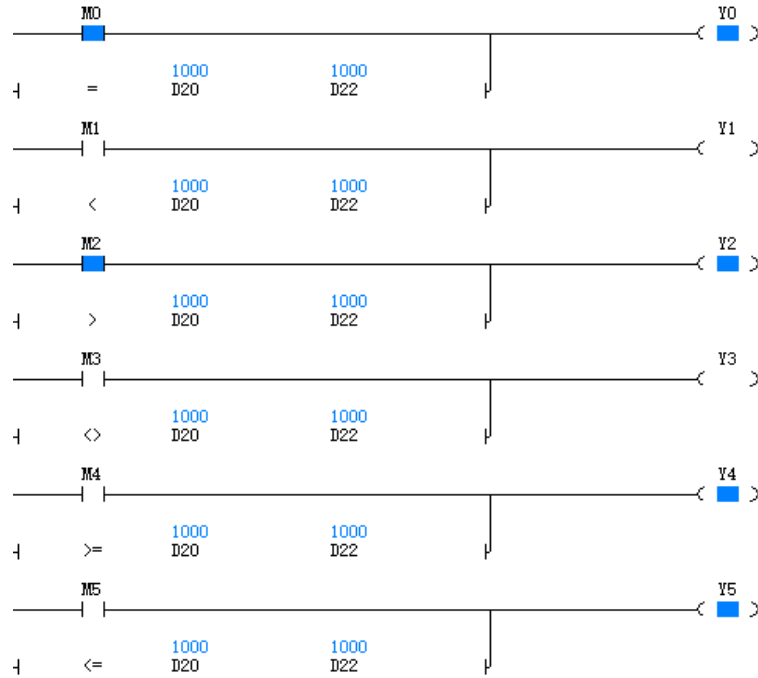 M0 Y0
1000 1000
= D20 D22
M1 Y1
1000 1000
< D20 D22
M2 Y2
1000 1000
> D20 D22
M3 Y3
1000 1000
<> D20 D22
M4 Y4
1000 1000
>= D20 D22
M5 Y5
1000 1000
<= D20 D22